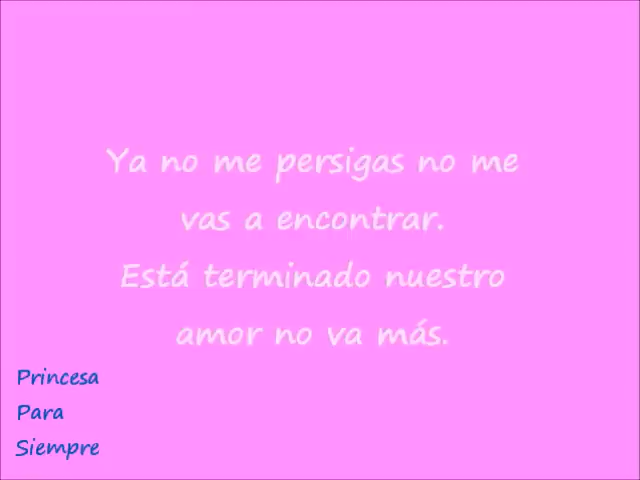 Ya no me persigas no me
vas a encontrar.
Está terminado nuestro
amor no va más.
Princesa
Para
Siempre